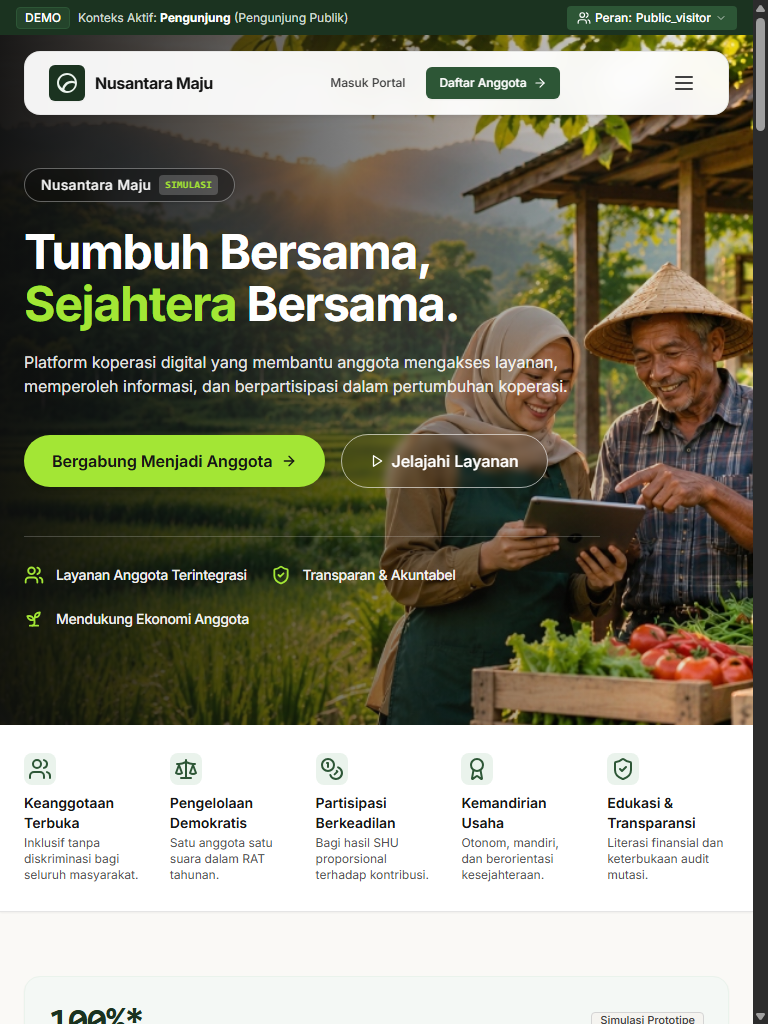 DEMO Konteks Aktif: Pengunjung (Pengunjung Publik) Peran: Public_visitor
Nusantara Maju Masuk Portal Daftar Anggota
Nusantara Maju SIMULASI
Tumbuh Bersama,
Sejahtera Bersama.
Platform koperasi digital yang membantu anggota mengakses layanan,
memperoleh informasi, dan berpartisipasi dalam pertumbuhan koperasi.
Bergabung Menjadi Anggota Jelajahi Layanan
Layanan Anggota Terintegrasi Transparan & Akuntabel
Mendukung Ekonomi Anggota
Keanggotaan
Terbuka
Inklusif tanpa
diskriminasi bagi
seluruh masyarakat.
Pengelolaan
Demokratis
Satu anggota satu
suara dalam RAT
tahunan.
Partisipasi
Berkeadilan
Bagi hasil SHU
proporsional
terhadap kontribusi.
Kemandirian
Usaha
Otonom, mandiri,
dan berorientasi
kesejahteraan.
Edukasi &
Transparansi
Literasi finansial dan
keterbukaan audit
mutasi.
100%* Simulasi Prototipe